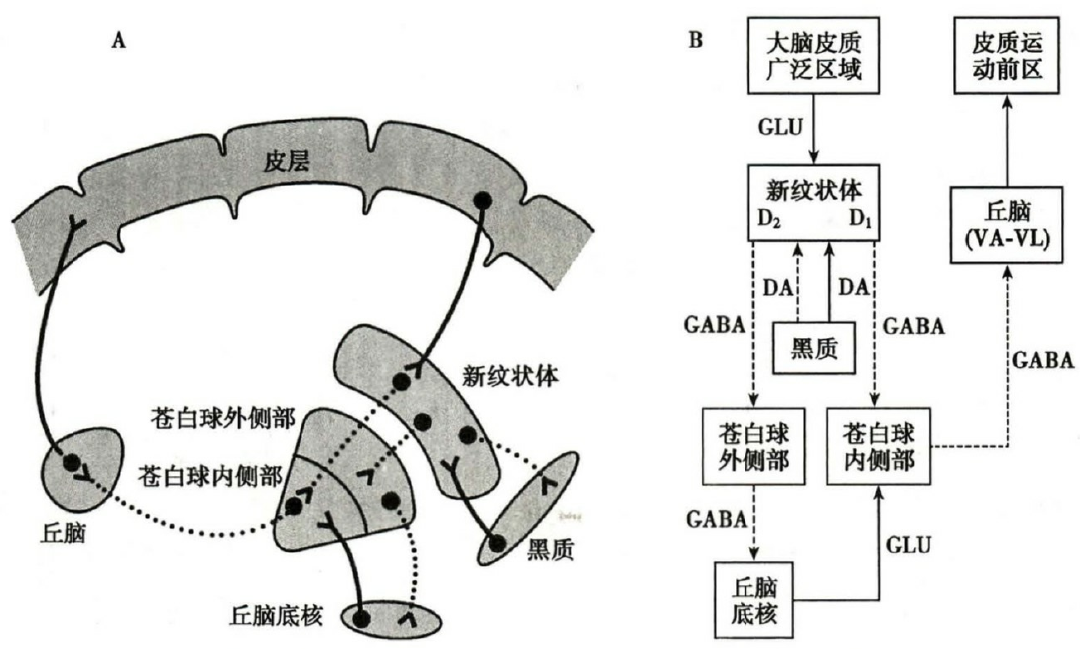 A
皮层
新纹状体
苍白球外侧部
苍白球内侧部
丘脑
黑质
丘脑底核
B
大脑皮质
广泛区域
皮质运
动前区
GLU
新纹状体
D₂
D₁
丘脑
(VA-VL)
DA
DA
GABA
GABA
黑质
GABA
苍白球
外侧部
苍白球
内侧部
GABA
GLU
丘脑
底核